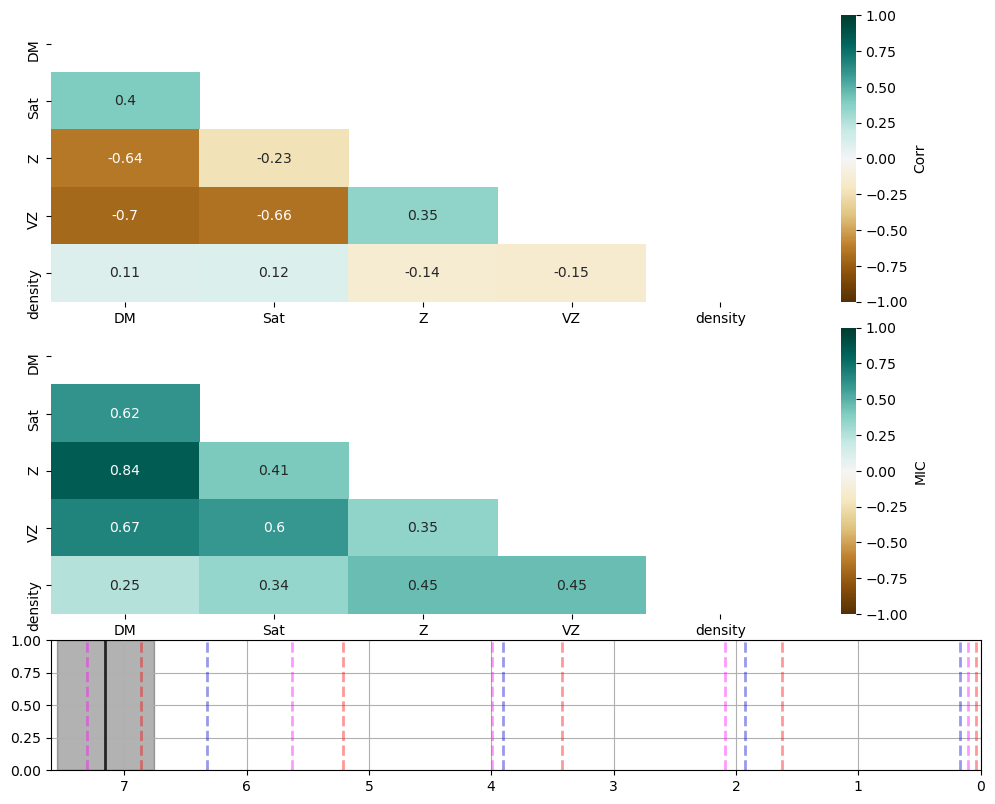 DM
Sat
Z
VZ
density
0.4
-0.64 -0.23
-0.7 -0.66 0.35
0.11 0.12 -0.14 -0.15
DM Sat Z VZ density
1.00
0.75
0.50
0.25
0.00
−0.25
−0.50
−0.75
−1.00
Corr
DM
Sat
Z
VZ
density
0.62
0.84 0.41
0.67 0.6 0.35
0.25 0.34 0.45 0.45
DM Sat Z VZ density
1.00
0.75
0.50
0.25
0.00
−0.25
−0.50
−0.75
−1.00
MIC
1.00
0.75
0.50
0.25
0.00
7 6 5 4 3 2 1 0